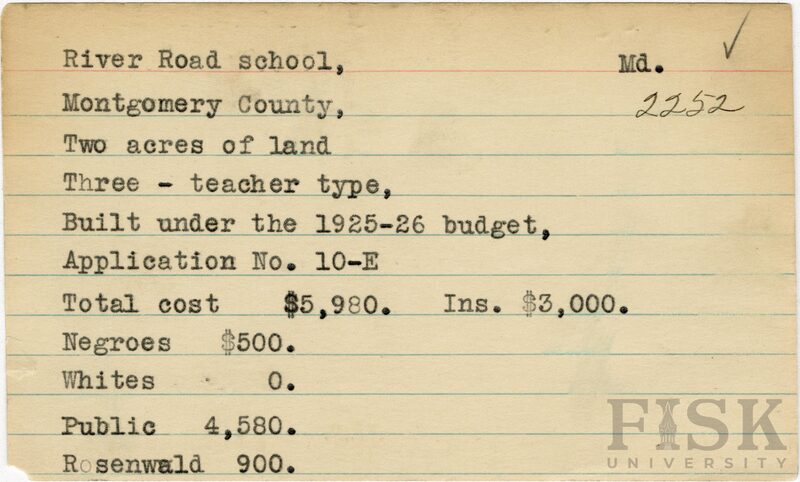 River Road school, Md.
Montgomery County, 2252
Two acres of land
Three - teacher type,
Built under the 1925-26 budget,
Application No. 10-E
Total cost $5,980. Ins. $3,000.
Negroes $500.
Whites 0.
Public 4,580.
Rosenwald 900.
FISK
UNIVERSITY